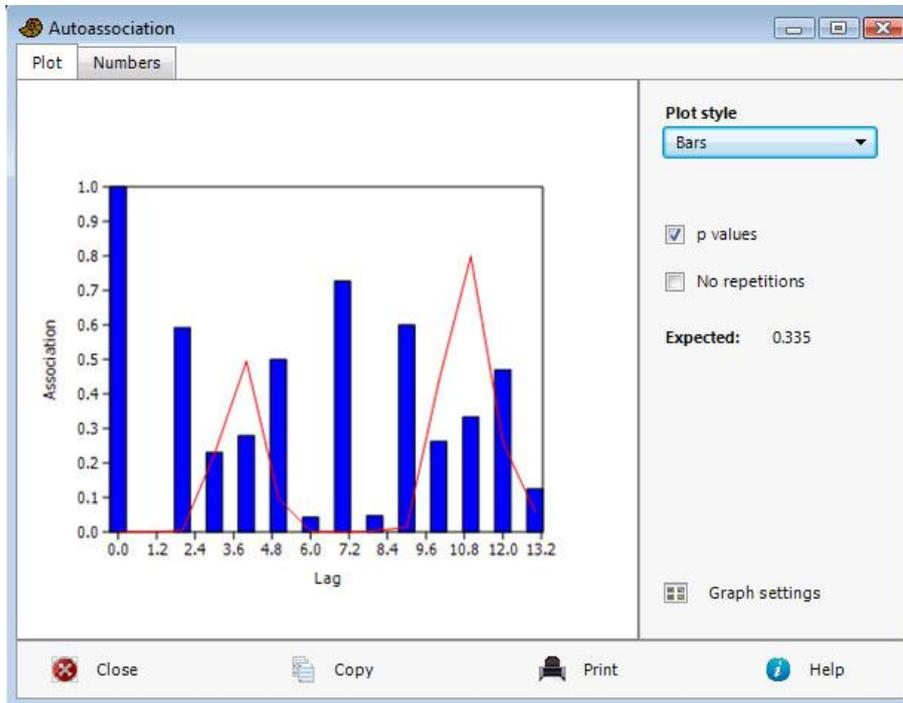 Autoassociation
Plot Numbers
Plot style
Bars
p values
No repetitions
Expected: 0.335
1.0
0.9
0.8
0.7
0.6
0.5
0.4
0.3
0.2
0.1
0.0
Association
0.0 1.2 2.4 3.6 4.8 6.0 7.2 8.4 9.6 10.8 12.0 13.2
Lag
Graph settings
Close Copy Print Help